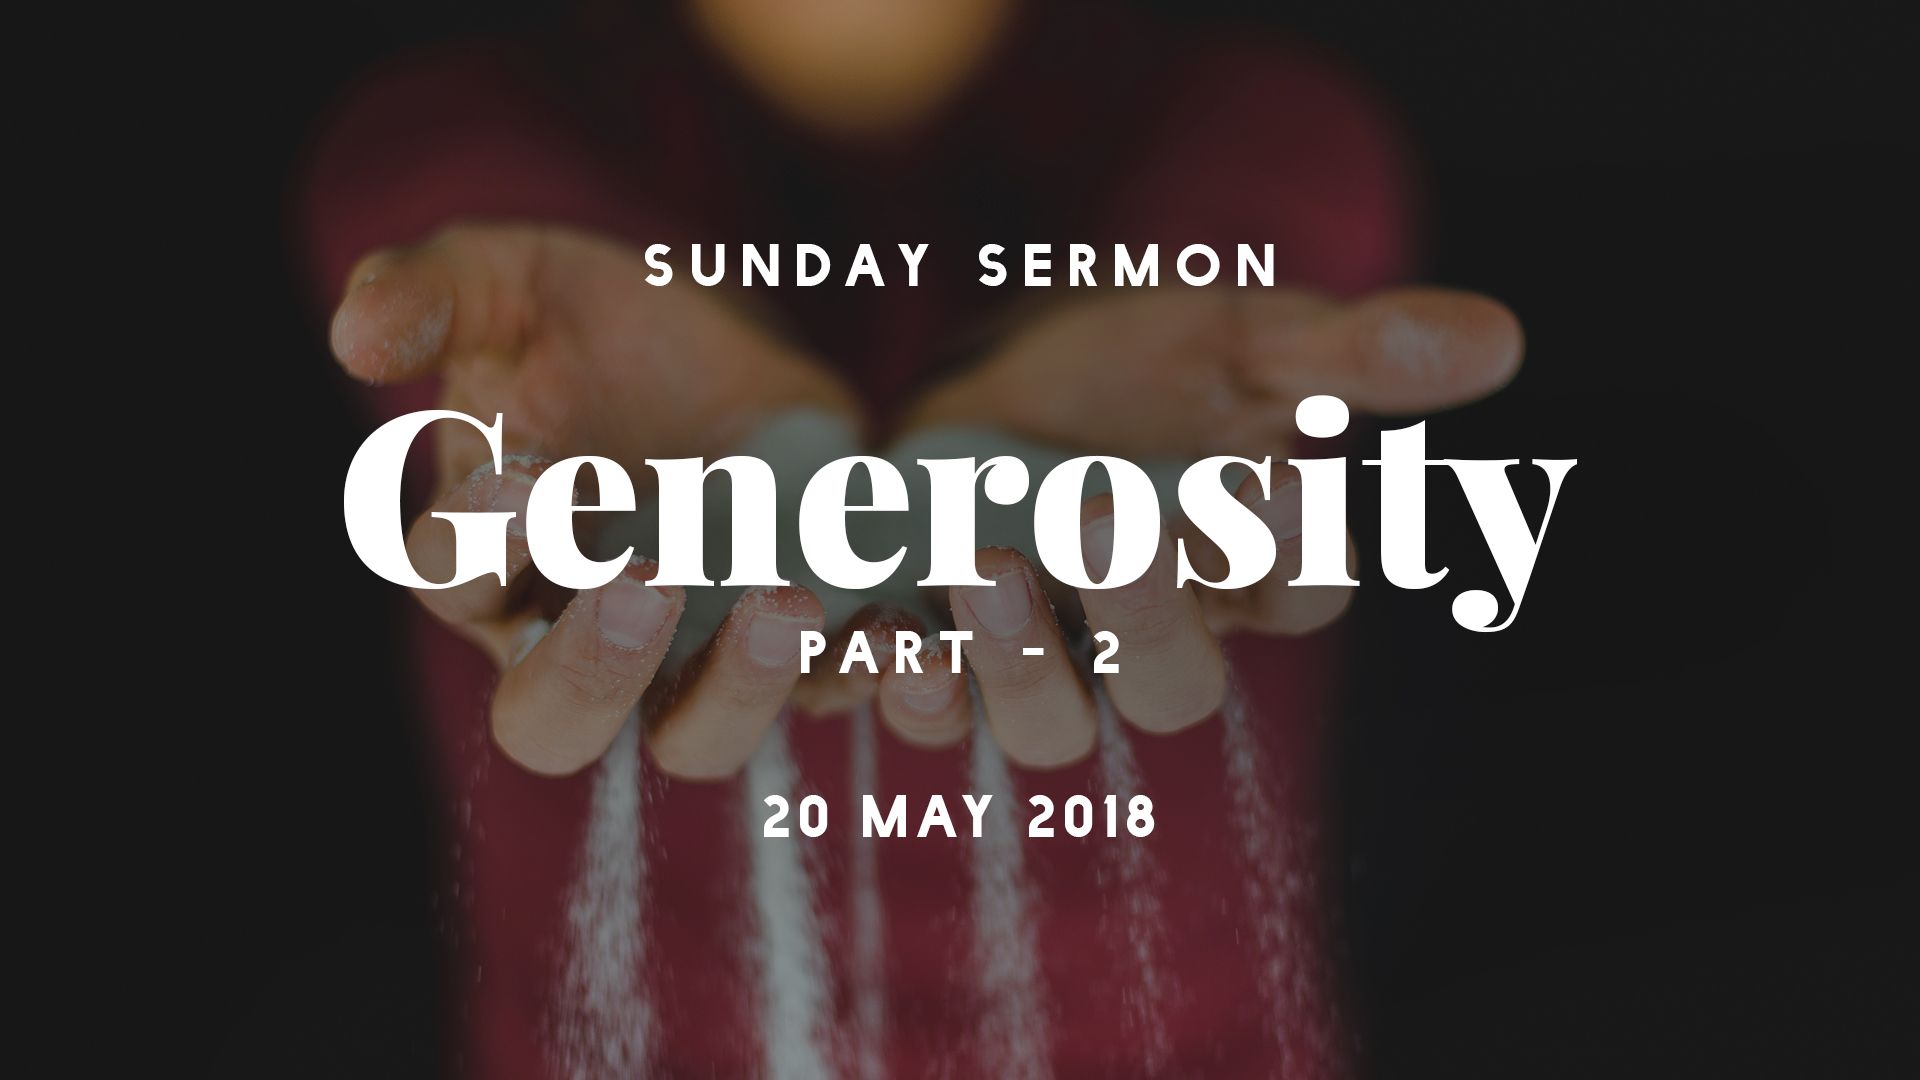 SUNDAY SERMON
Generosity
PART - 2
20 MAY 2018